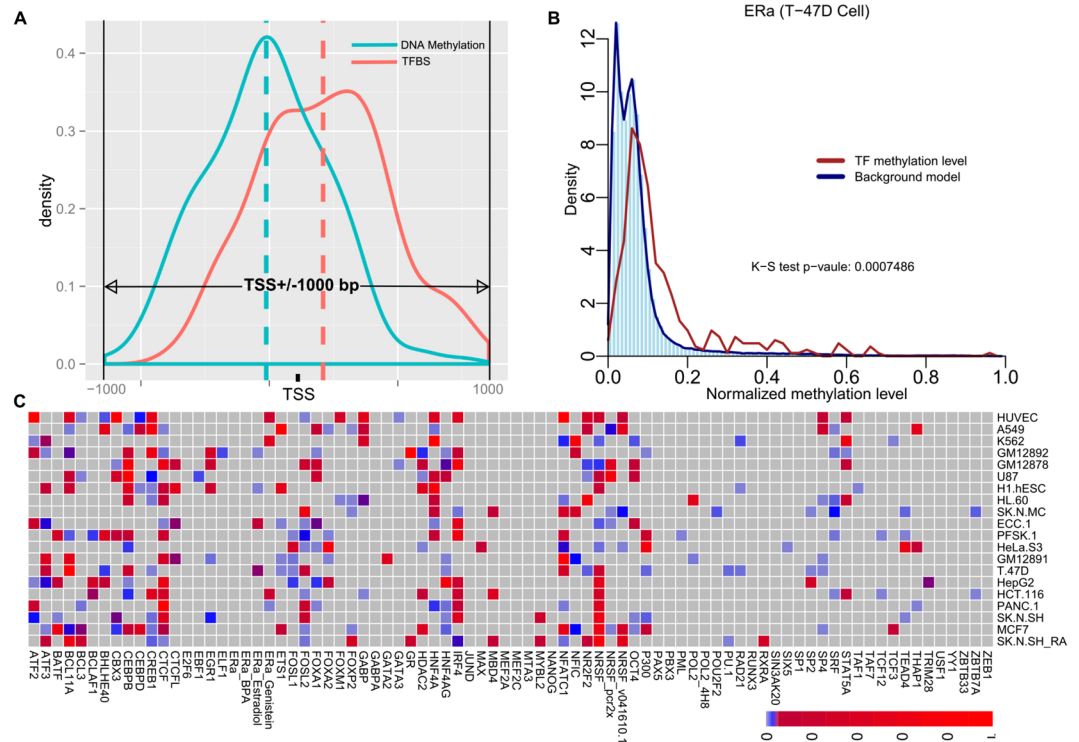 A
density
0.4
0.3
0.2
0.1
0.0
DNA Methylation
TFBS
TSS+/-1000 bp
−1000
TSS
1000
B
ERa (T−47D Cell)
Density
12
10
8
6
4
2
0
TF methylation level
Background model
K−S test p−vaule: 0.0007486
0.0
0.2
0.4
0.6
0.8
1.0
Normalized methylation level
C
HUVEC
A549
K562
GM12892
GM12878
U87
H1.hESC
HL.60
SK.N.MC
ECC.1
PFSK.1
HeLa.S3
GM12891
T.47D
HepG2
HCT.116
PANC.1
SK.N.SH
MCF7
SK.N.SH_RA
ATF2
ATF3
BATF
BCL11A
BCL3
BCLAF1
BHLHE40
CBX3
CEBPB
CEBPD
CREB1
CTCF
CTCFL
E2F6
EBF1
EGR1
ELF1
ERa
ERa_BPA
ERa_Estradiol
ERa_Genistein
ETS1
FOSL1
FOSL2
FOXA1
FOXA2
FOXM1
FOXP2
GABP
GABPA
GATA2
GATA3
GR
HDAC2
HNF4A
HNF4AG
IRF4
JUND
MAX
MBD4
MEF2A
MEF2C
MTA3
MYBL2
NANOG
NFATC1
NFIC
NR2F2
NRSF
NRSF_pcr2x
NRSF_v041610.1
OCT4
P300
PAX5
PBX3
PML
POL2
POL2_4H8
POU2F2
PU.1
RAD21
RUNX3
RXRA
SIN3AK20
SIX5
SP1
SP2
SP4
SRF
STAT5A
TAF1
TAF7
TCF12
TCF3
TEAD4
THAP1
TRIM28
USF1
YY1
ZBTB33
ZBTB7A
ZEB1